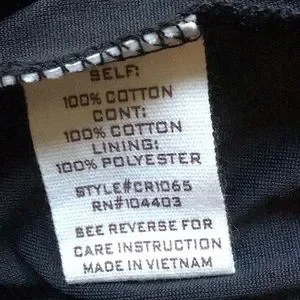 SELF:
100% COTTON
CONT:
100% COTTON
LINING:
100% POLYESTER
STYLE#CR1065
RN#104403
SEE REVERSE FOR
CARE INSTRUCTION
MADE IN VIETNAM